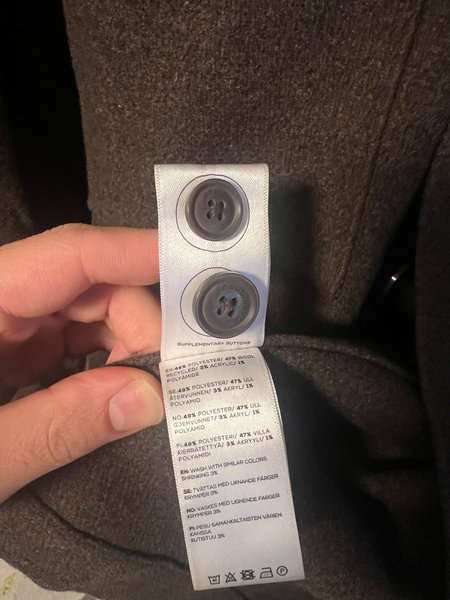 SUPPLEMENTARY BUTTONS
EN:49% POLYESTER/ 47% WOOL
RECYCLED/ 3% ACRYLIC/ 1%
POLYAMIDE
SE:49% POLYESTER/ 47% ULL
ÅTERVUNNEN/ 3% AKRYL/ 1%
POLYAMID
NO:49% POLYESTER/ 47% ULL
GJENVUNNET/ 3% AKRYL/ 1%
POLYAMID
FI:49% POLYESTERI/ 47% VILLA
KIERRÄTETTYÄ/ 3% AKRYYLI/ 1%
POLYAMIDI
EN: WASH WITH SIMILAR COLORS
SHRINKING 3%
SE: TVÄTTAS MED LIKNANDE FÄRGER
KRYMPER 3%
NO: VASKES MED LIGNENDE FARGER
KRYMPER 3%
FI: PESU SAMANKALTAISTEN VÄRIEN
KANSSA
KUTISTUU 3%